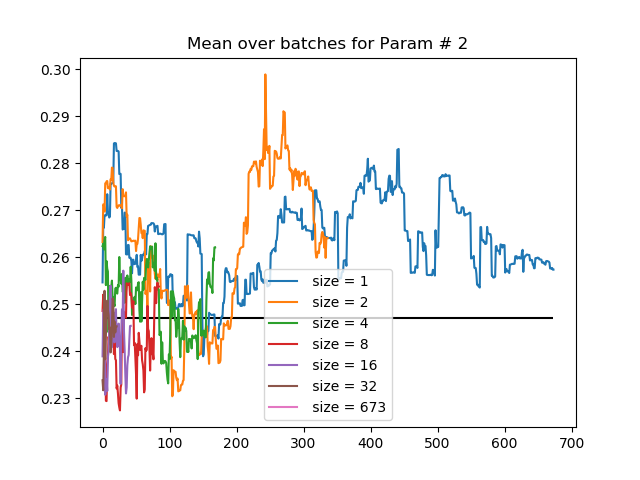 Mean over batches for Param # 2
0.30
0.29
0.28
0.27
0.26
0.25
0.24
0.23
size = 1
size = 2
size = 4
size = 8
size = 16
size = 32
size = 673
0 100 200 300 400 500 600 700